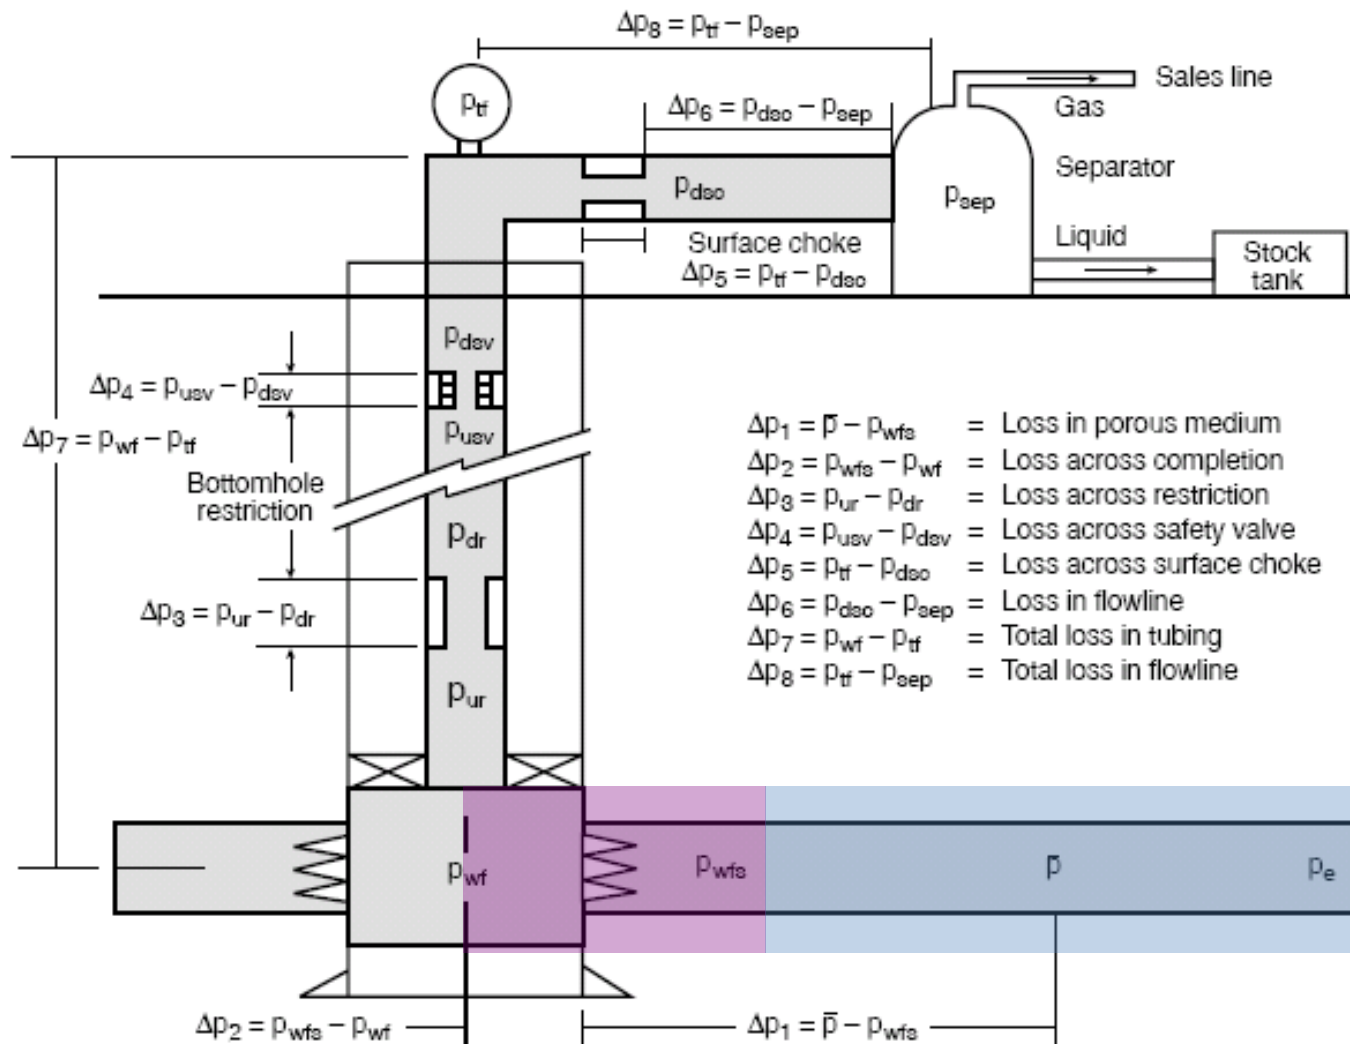 Δp8 = ptf − psep
ptf
Sales line
Gas
Δp6 = pdsc − psep
Separator
pdsc
psep
Liquid
Surface choke
Δp5 = ptf − pdsc
Stock
tank
pdsv
Δp4 = pusv − pdsv
pusv
Δp7 = pwf − ptf
Bottomhole
restriction
pdr
Δp3 = pur − pdr
pur
Δp1 = p̄ − pwfs = Loss in porous medium
Δp2 = pwfs − pwf = Loss across completion
Δp3 = pur − pdr = Loss across restriction
Δp4 = pusv − pdsv = Loss across safety valve
Δp5 = ptf − pdsc = Loss across surface choke
Δp6 = pdsc − psep = Loss in flowline
Δp7 = pwf − ptf = Total loss in tubing
Δp8 = ptf − psep = Total loss in flowline
pwf
pwfs
p̄
pe
Δp2 = pwfs − pwf
Δp1 = p̄ − pwfs